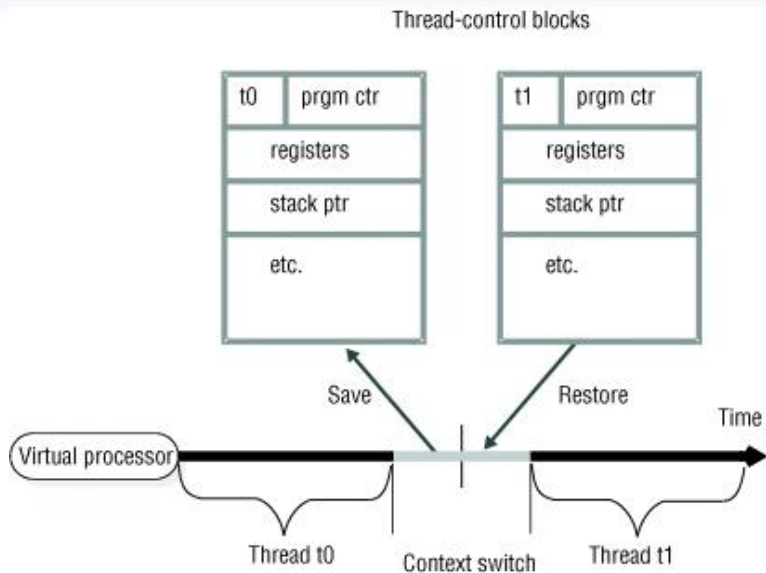 Thread-control blocks
t0 prgm ctr
registers
stack ptr
etc.
t1 prgm ctr
registers
stack ptr
etc.
Save
Restore
Time
Virtual processor
Thread t0
Context switch
Thread t1